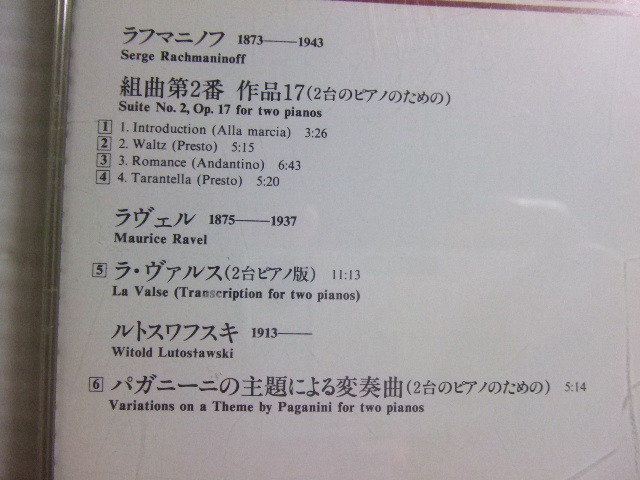 ラフマニノフ 1873——1943
Serge Rachmaninoff
組曲第2番 作品17(2台のピアノのための)
Suite No. 2, Op. 17 for two pianos
1 1. Introduction (Alla marcia) 3:26
2 2. Waltz (Presto) 5:15
3 3. Romance (Andantino) 6:43
4 4. Tarantella (Presto) 5:20
ラヴェル 1875——1937
Maurice Ravel
5 ラ・ヴァルス(2台ピアノ版) 11:13
La Valse (Transcription for two pianos)
ルトスワフスキ 1913——
Witold Lutosławski
6 パガニーニの主題による変奏曲(2台のピアノのための) 5:14
Variations on a Theme by Paganini for two pianos